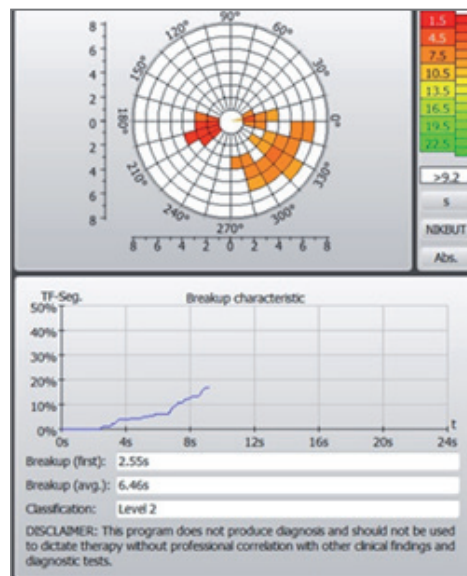 90°
120°
60°
150°
30°
180°
0°
210°
330°
240°
300°
270°
8
6
4
2
0
2
4
6
8
8 6 4 2 0 2 4 6 8
1.5
4.5
7.5
10.5
13.5
16.5
19.5
22.5
>9.2
s
NIKBUT
Abs.
TF-Seg. Breakup characteristic
50%
40%
30%
20%
10%
0%
t
0s 4s 8s 12s 16s 20s 24s
Breakup (first): 2.55s
Breakup (avg.): 6.46s
Classification: Level 2
DISCLAIMER: This program does not produce diagnosis and should not be used
to dictate therapy without professional correlation with other clinical findings and
diagnostic tests.